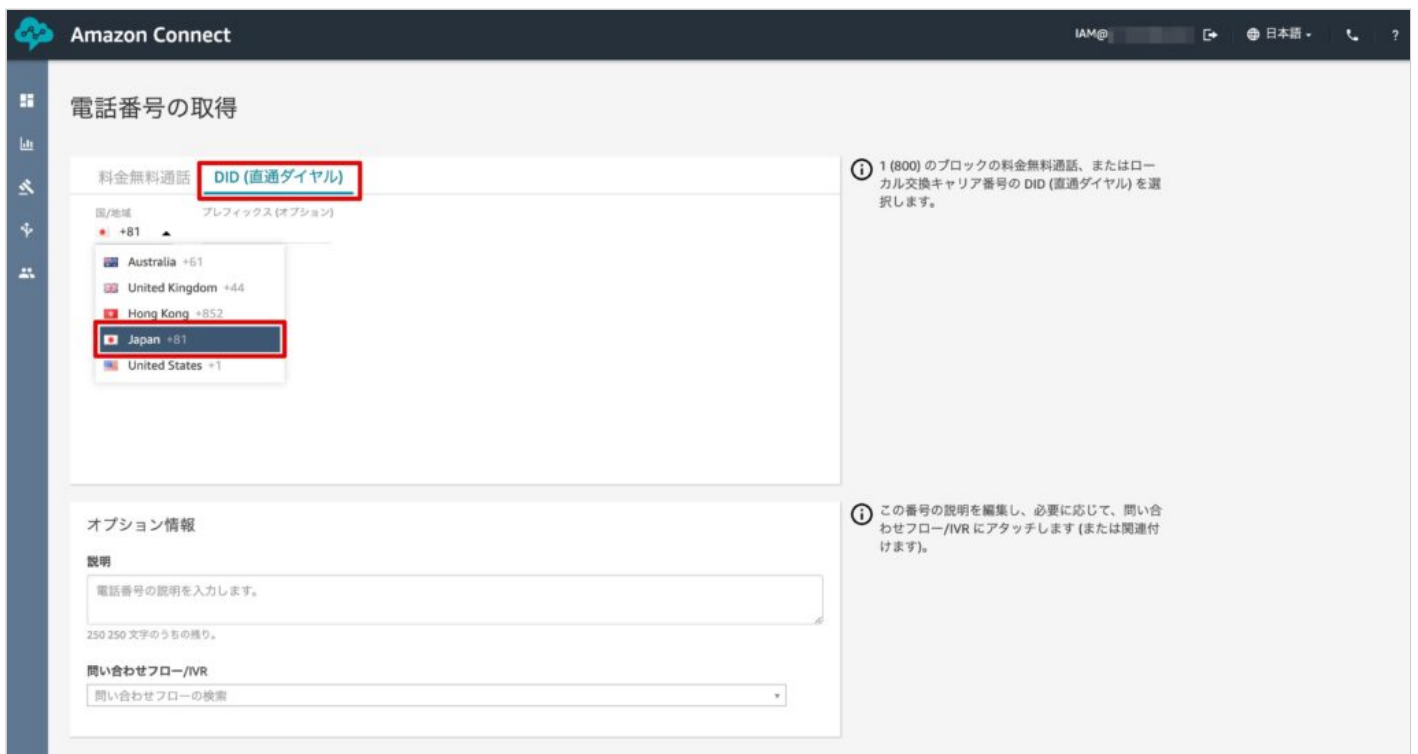 Amazon Connect
IAM@
日本語
?
電話番号の取得
料金無料通話
DID (直通ダイヤル)
国/地域
プレフィックス (オプション)
+81
Australia +61
United Kingdom +44
Hong Kong +852
Japan +81
United States +1
1 (800) のブロックの料金無料通話、またはロー
カル交換キャリア番号の DID (直通ダイヤル) を選
択します。
オプション情報
説明
電話番号の説明を入力します。
250 250 文字のうちの残り。
問い合わせフロー/IVR
問い合わせフローの検索
この番号の説明を編集し、必要に応じて、問い合
わせフロー/IVR にアタッチします (または関連付
けます)。